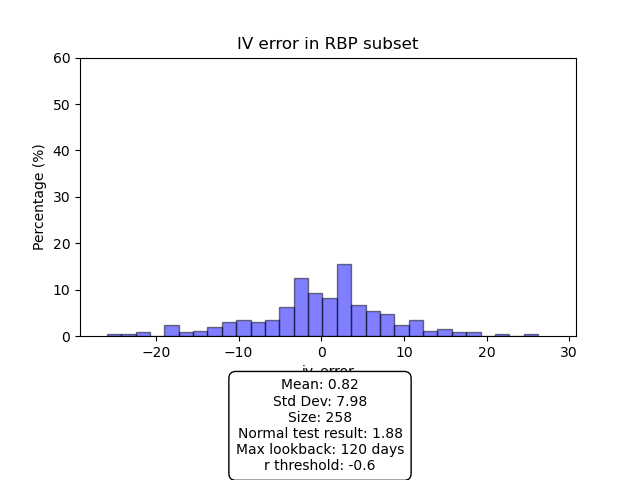 IV error in RBP subset
60
50
40
30
20
10
0
Percentage (%)
−20
−10
0
10
20
30
iv_error
Mean: 0.82
Std Dev: 7.98
Size: 258
Normal test result: 1.88
Max lookback: 120 days
r threshold: -0.6